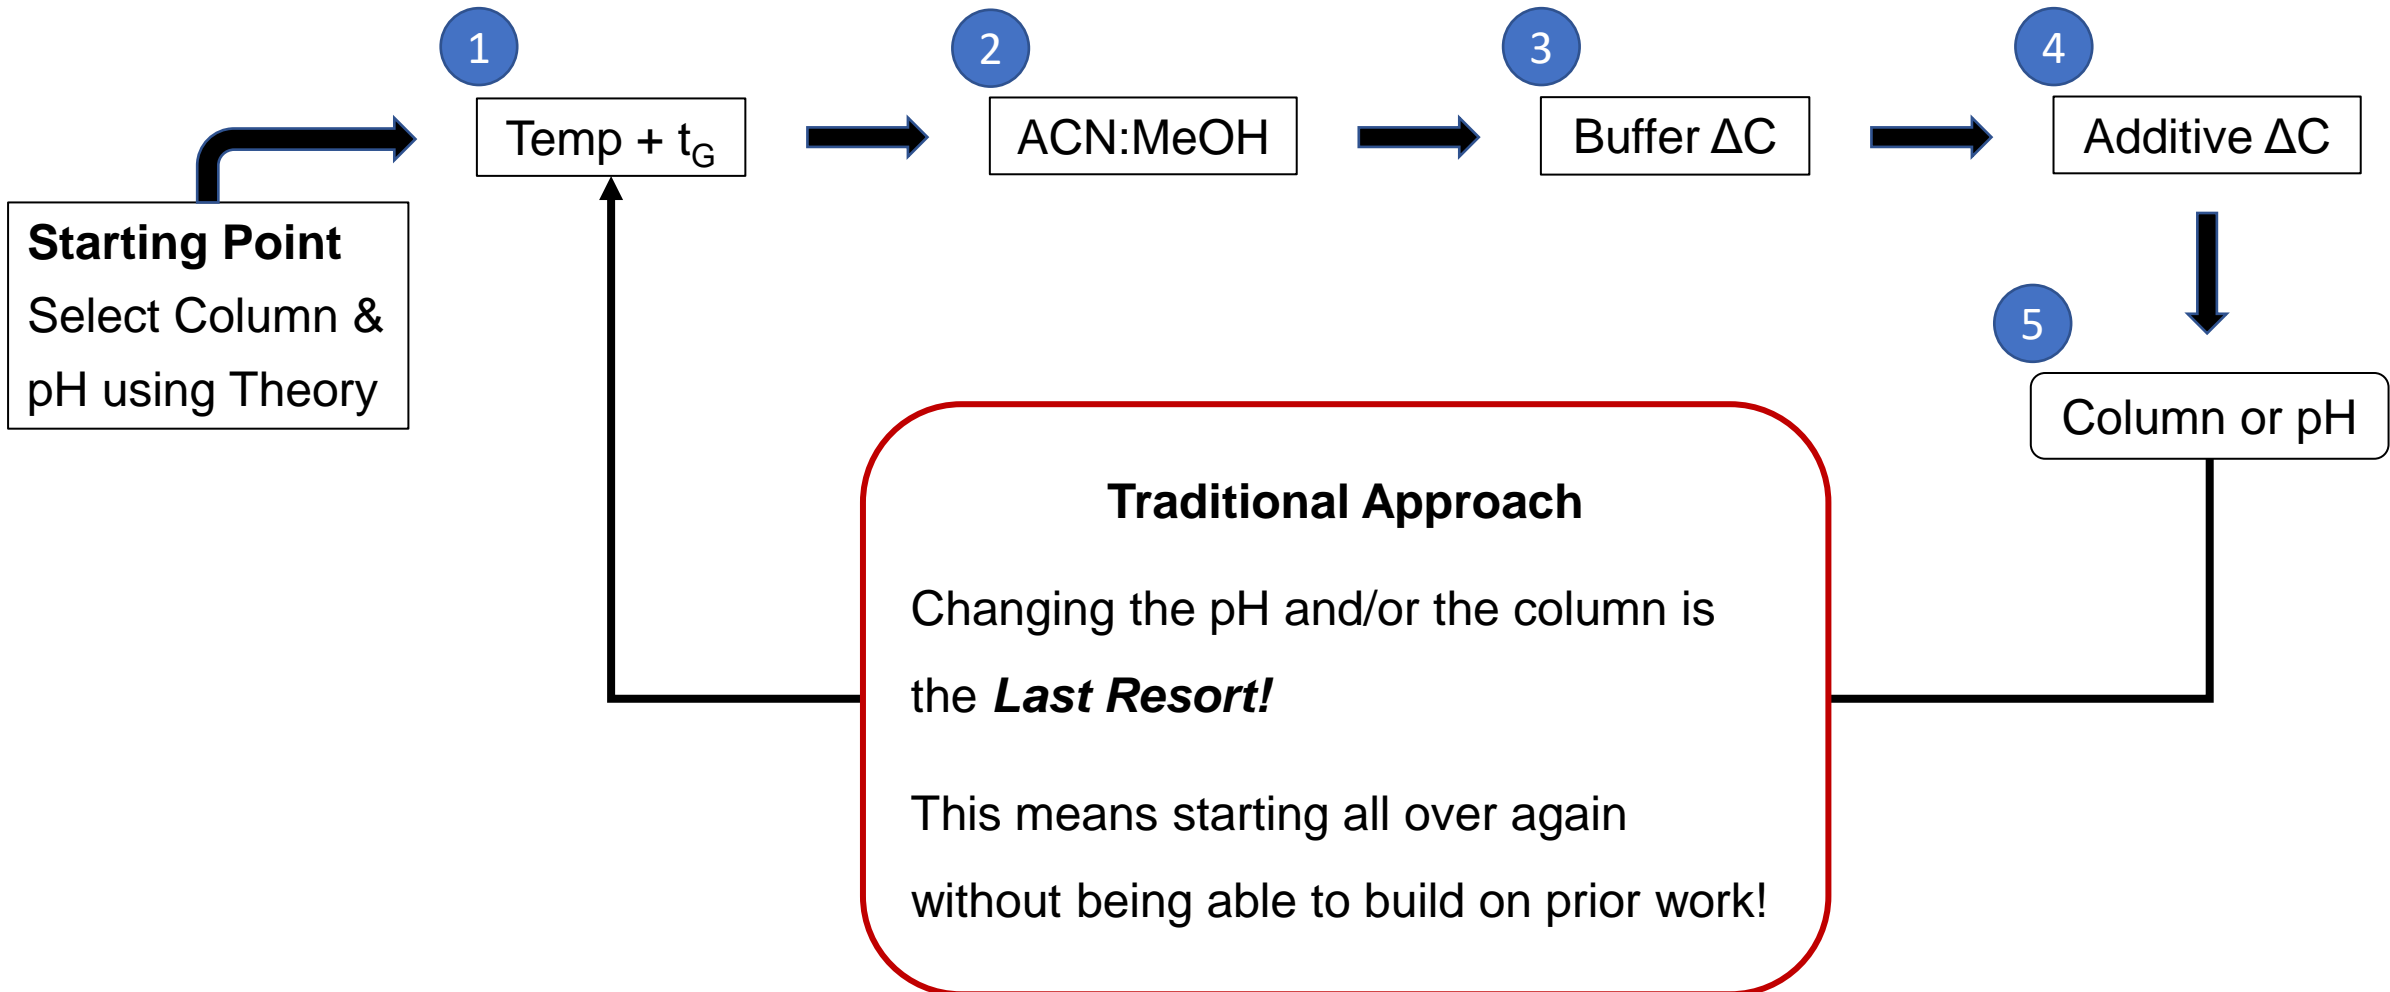 1
2
3
4
Temp + tG
ACN:MeOH
Buffer ΔC
Additive ΔC
Starting Point
Select Column &
pH using Theory
5
Column or pH
Traditional Approach
Changing the pH and/or the column is
the Last Resort!
This means starting all over again
without being able to build on prior work!